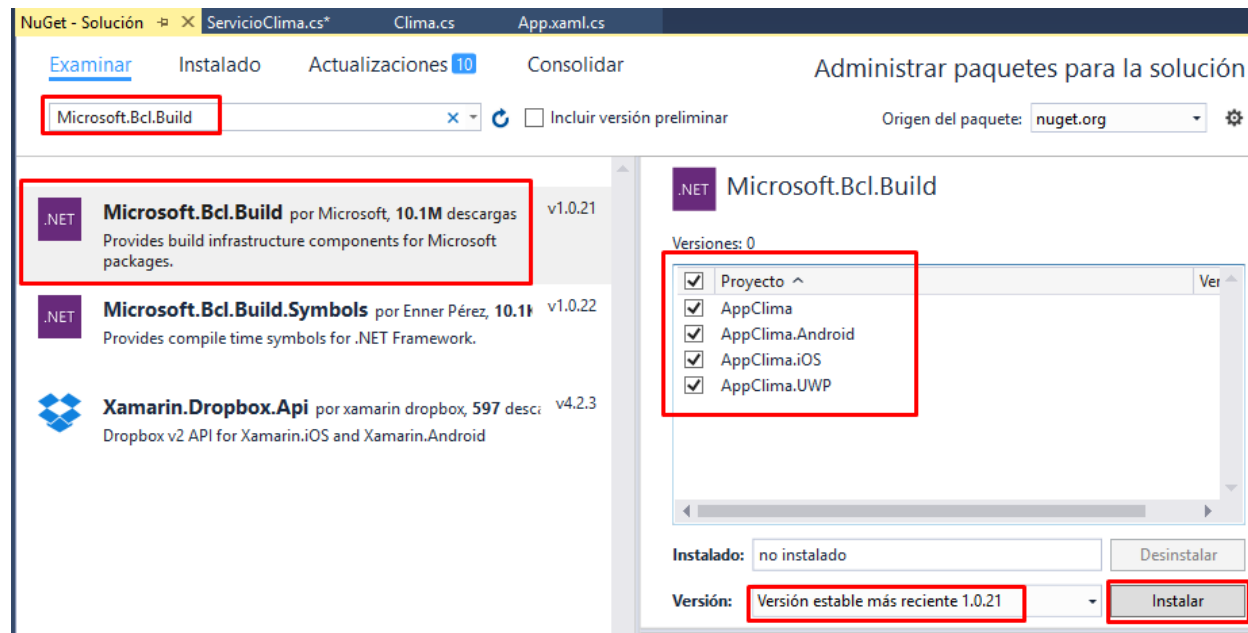 NuGet - Solución
ServicioClima.cs*
Clima.cs
App.xaml.cs
Examinar
Instalado
Actualizaciones 10
Consolidar
Administrar paquetes para la solución
Microsoft.Bcl.Build
Incluir versión preliminar
Origen del paquete: nuget.org
.NET
Microsoft.Bcl.Build por Microsoft, 10.1M descargas
v1.0.21
Provides build infrastructure components for Microsoft
packages.
.NET
Microsoft.Bcl.Build.Symbols por Enner Pérez, 10.1K
v1.0.22
Provides compile time symbols for .NET Framework.
Xamarin.Dropbox.Api por xamarin dropbox, 597 desca
v4.2.3
Dropbox v2 API for Xamarin.iOS and Xamarin.Android
.NET
Microsoft.Bcl.Build
Versiones: 0
Proyecto
Ver
AppClima
AppClima.Android
AppClima.iOS
AppClima.UWP
Instalado: no instalado
Desinstalar
Versión: Versión estable más reciente 1.0.21
Instalar